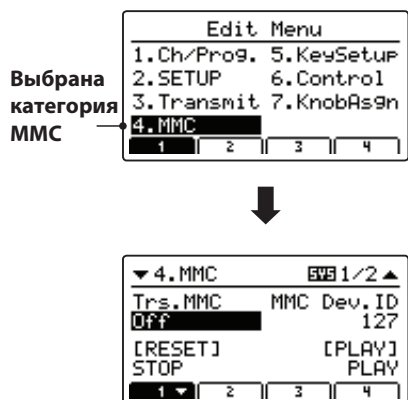 Edit Menu
1.Ch/Prog. 5.KeySetup
2.SETUP 6.Control
3.Transmit 7.KnobAsgn
4.MMC
1 2 3 4
Выбрана
категория
MMC
▼4.MMC SYS 1/2▲
Trs.MMC MMC Dev.ID
Off 127
[RESET] [PLAY]
STOP PLAY
1▼ 2 3 4